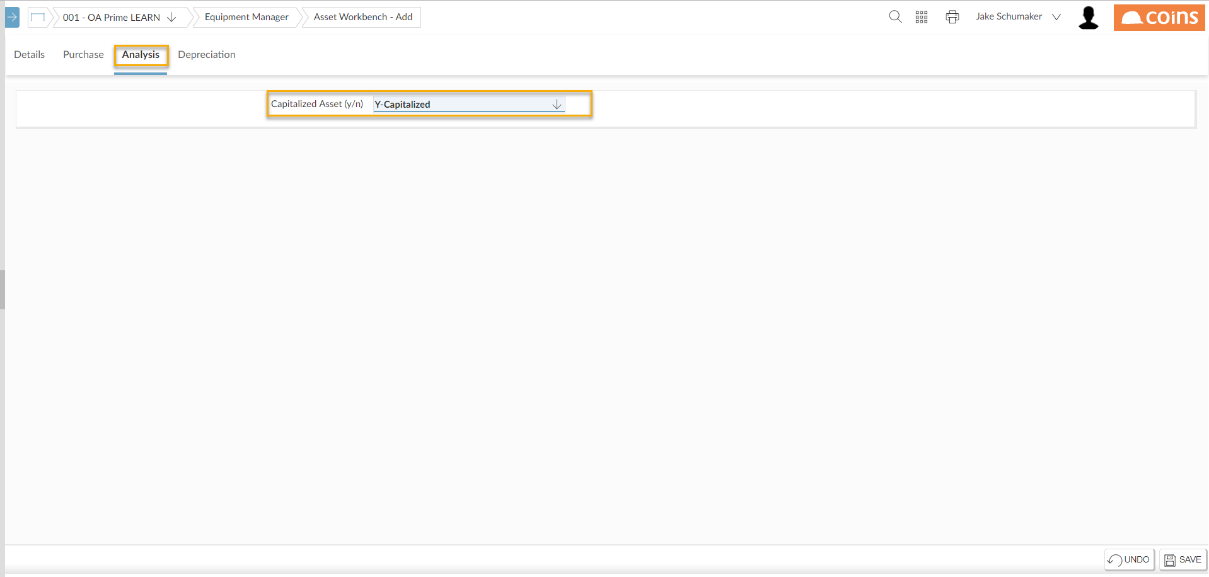 001 - OA Prime LEARN Equipment Manager Asset Workbench - Add Jake Schumaker coins
Details Purchase Analysis Depreciation
Capitalized Asset (y/n) Y-Capitalized
UNDO SAVE